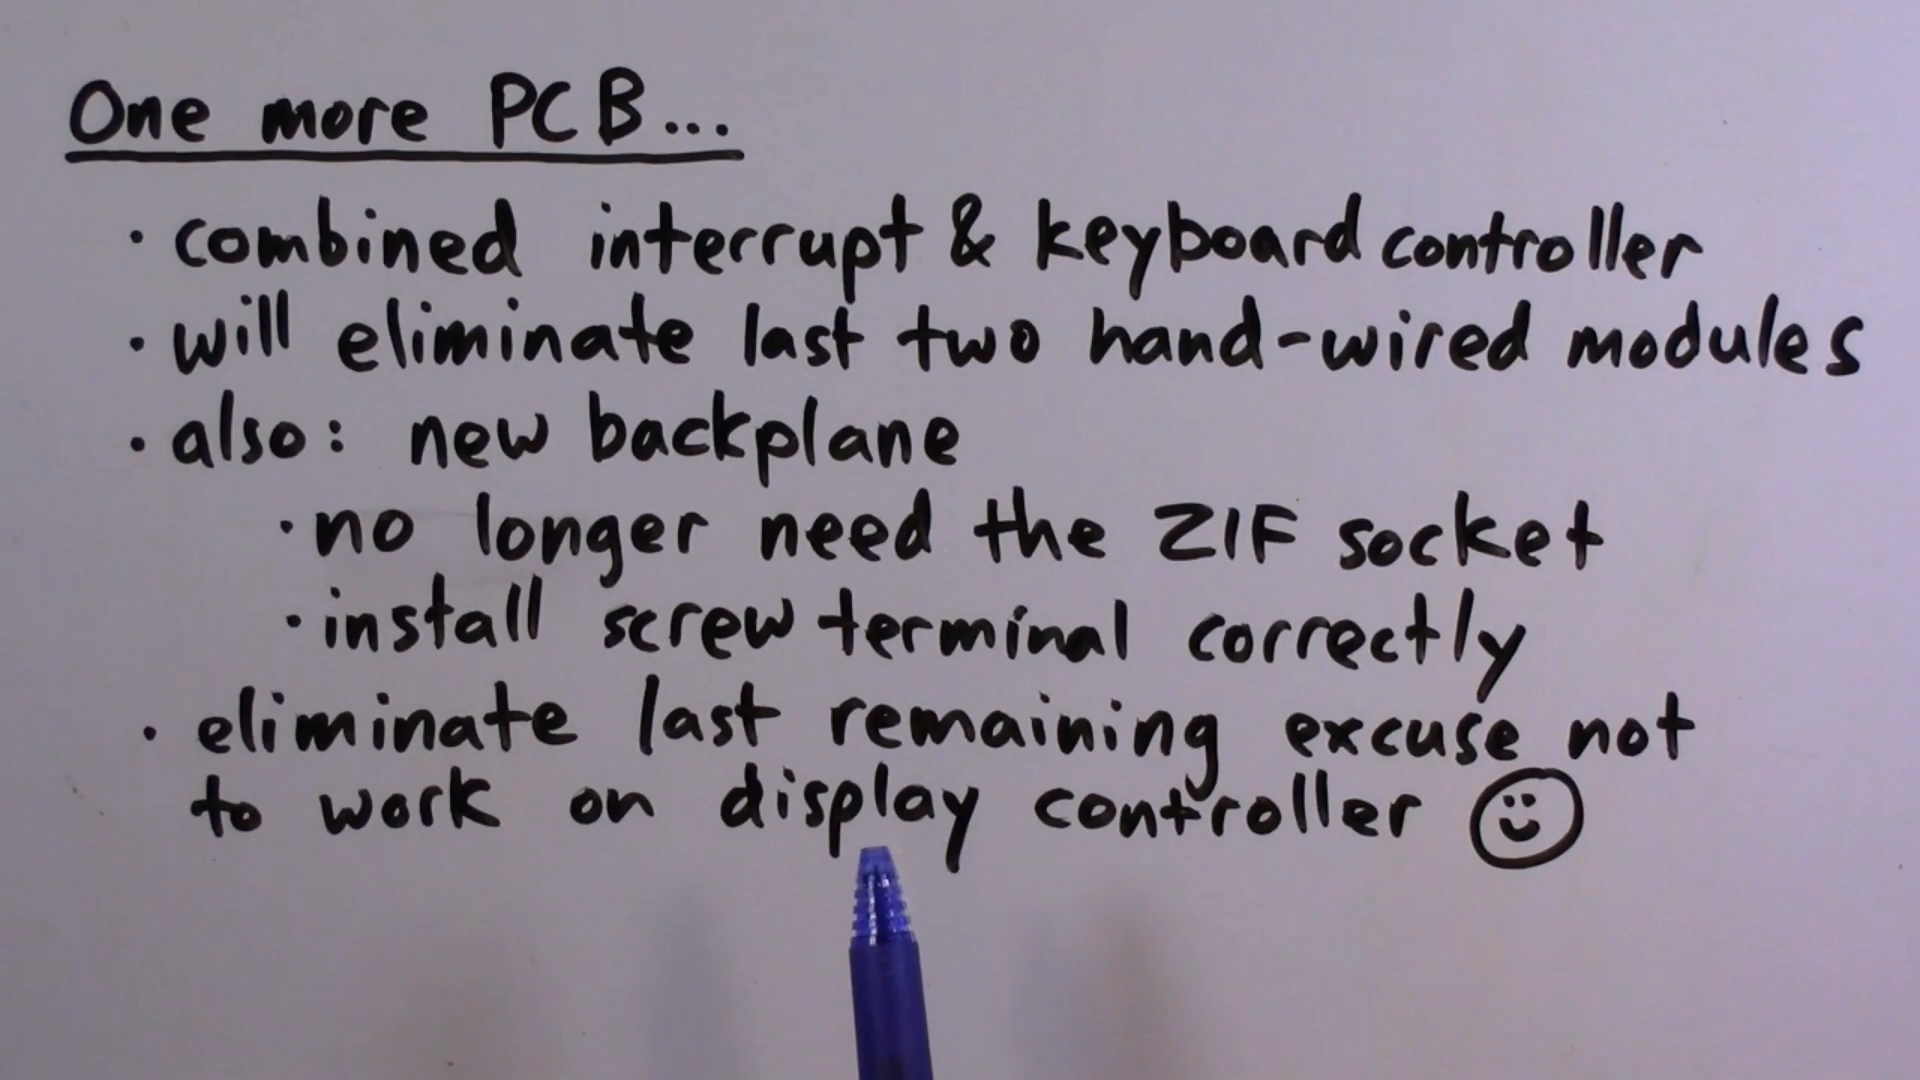 One more PCB...
· combined interrupt & keyboard controller
· will eliminate last two hand-wired modules
· also: new backplane
· no longer need the ZIF socket
· install screw terminal correctly
· eliminate last remaining excuse not
to work on display controller